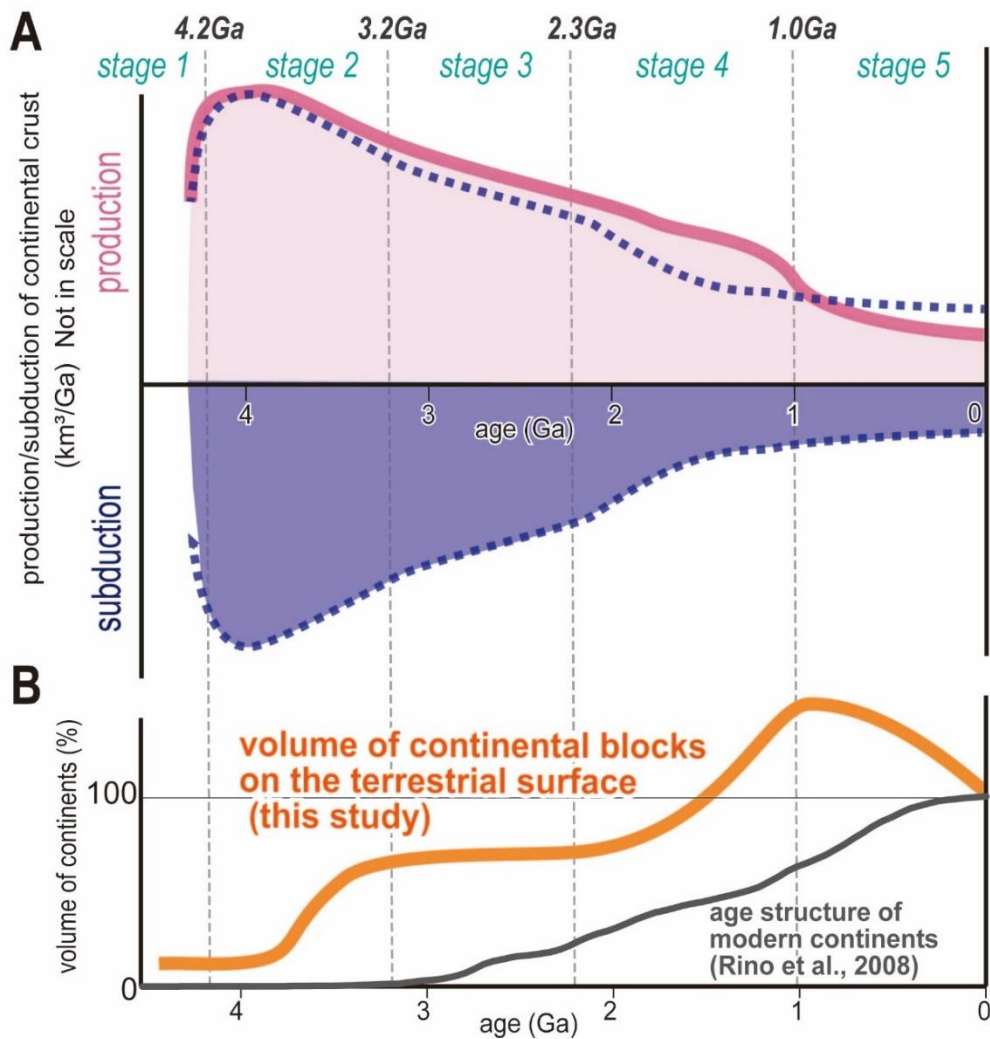 A
4.2Ga 3.2Ga 2.3Ga 1.0Ga
stage 1 stage 2 stage 3 stage 4 stage 5
production/subduction of continental crust
(km³/Ga) Not in scale
production
4 3 2 1 0
age (Ga)
subduction
B
volume of continents (%)
100
0
volume of continental blocks
on the terrestrial surface
(this study)
age structure of
modern continents
(Rino et al., 2008)
4 3 2 1 0
age (Ga)